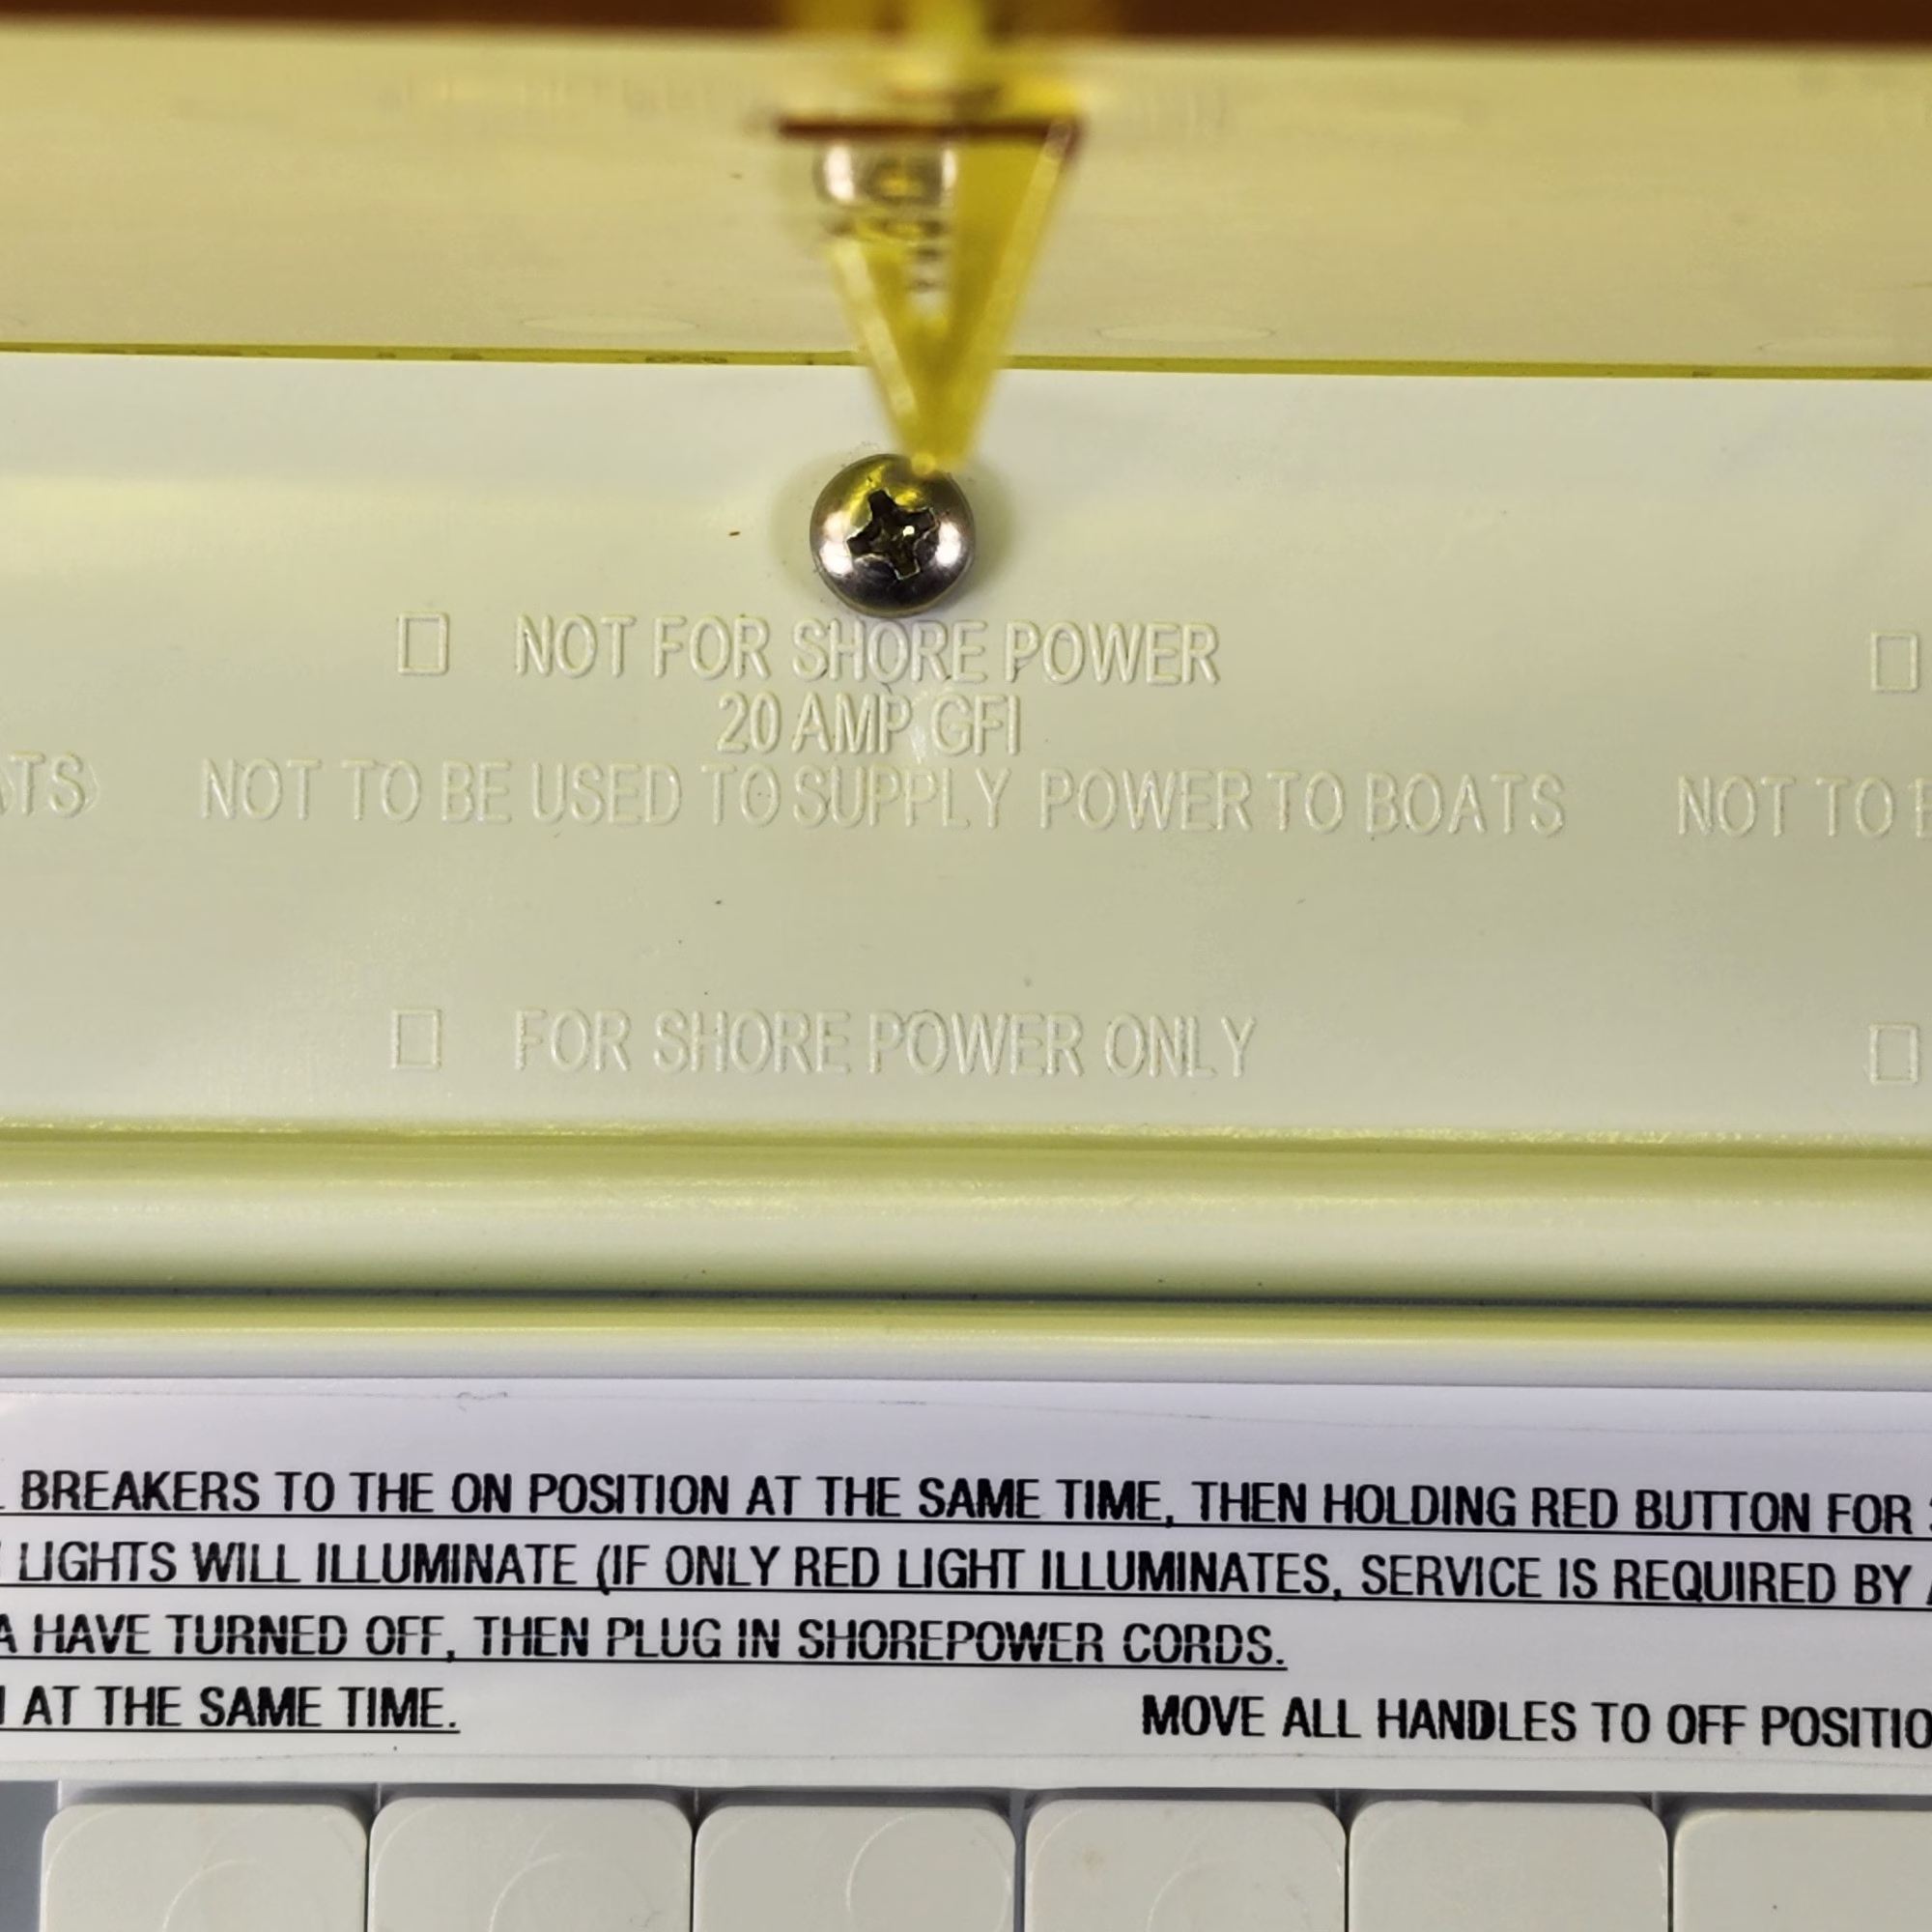 ☐ NOT FOR SHORE POWER
20 AMP GFI
NOT TO BE USED TO SUPPLY POWER TO BOATS NOT TO
☐ FOR SHORE POWER ONLY
BREAKERS TO THE ON POSITION AT THE SAME TIME, THEN HOLDING RED BUTTON FOR
LIGHTS WILL ILLUMINATE (IF ONLY RED LIGHT ILLUMINATES, SERVICE IS REQUIRED BY
HAVE TURNED OFF, THEN PLUG IN SHOREPOWER CORDS.
AT THE SAME TIME. MOVE ALL HANDLES TO OFF POSITIO